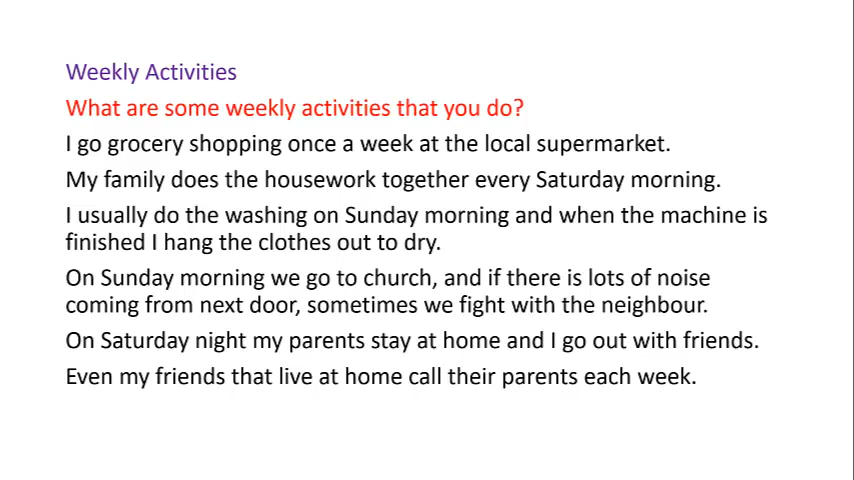 Weekly Activities
What are some weekly activities that you do?
I go grocery shopping once a week at the local supermarket.
My family does the housework together every Saturday morning.
I usually do the washing on Sunday morning and when the machine is
finished I hang the clothes out to dry.
On Sunday morning we go to church, and if there is lots of noise
coming from next door, sometimes we fight with the neighbour.
On Saturday night my parents stay at home and I go out with friends.
Even my friends that live at home call their parents each week.